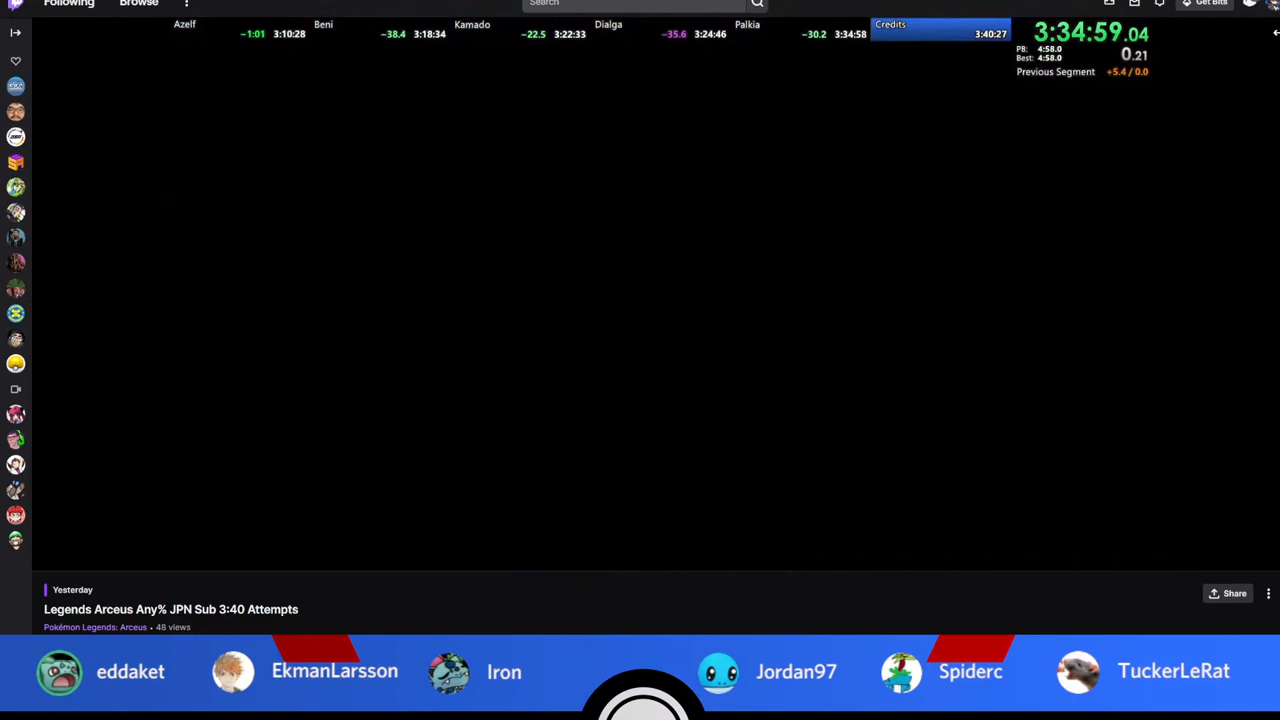 Following Browse Search Get Bits
Azelf -1:01 3:10:28 Beni -38.4 3:18:34 Kamado -22.5 3:22:33 Dialga -35.6 3:24:46 Palkia -30.2 3:34:58 Credits 3:40:27
3:34:59.04
PB: 4:58.0
Best: 4:58.0
0.21
Previous Segment +5.4 / 0.0
Yesterday
Share
Legends Arceus Any% JPN Sub 3:40 Attempts
Pokémon Legends: Arceus • 48 views
eddaket EkmanLarsson Iron Jordan97 Spiderc TuckerLeRat